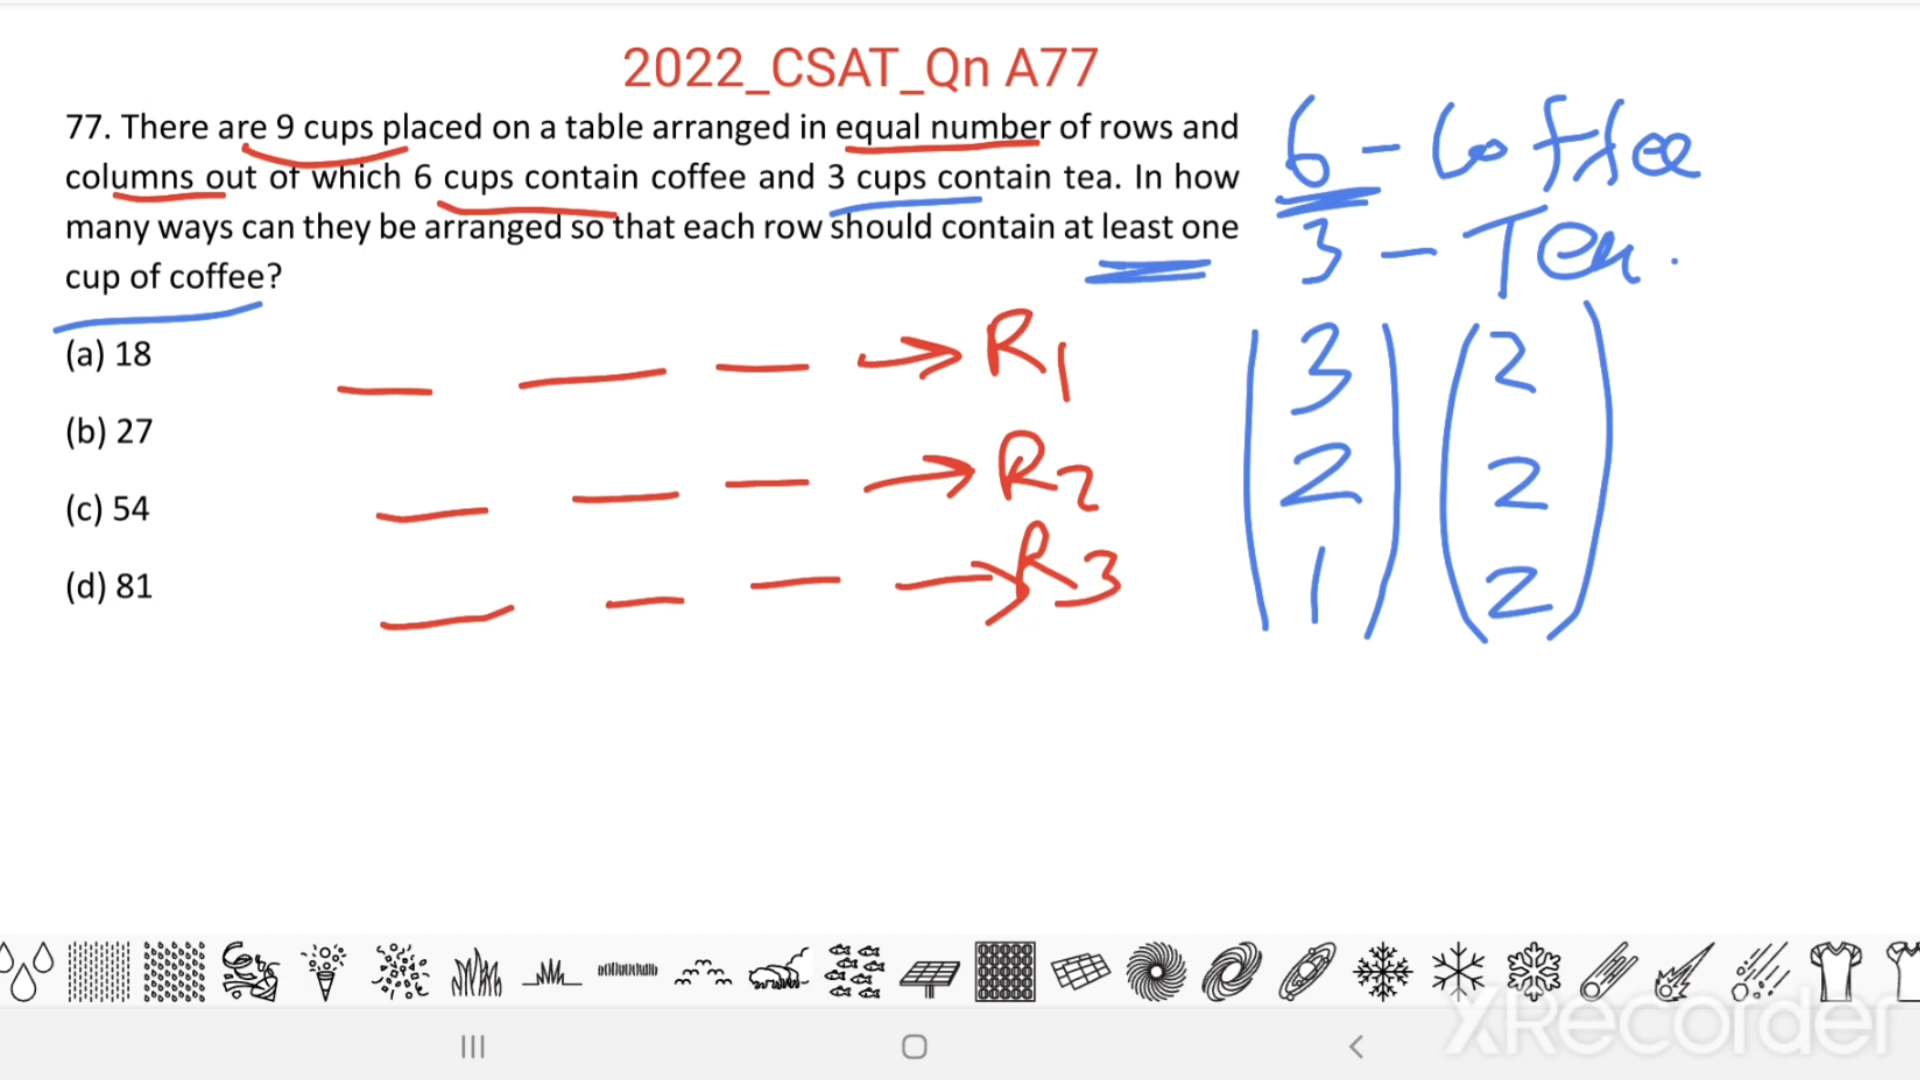 2022_CSAT_Qn A77
77. There are 9 cups placed on a table arranged in equal number of rows and
columns out of which 6 cups contain coffee and 3 cups contain tea. In how
many ways can they be arranged so that each row should contain at least one
cup of coffee?
(a) 18
(b) 27
(c) 54
(d) 81
6 - Coffee
3 - Tea.
R1
R2
R3
3 2
2 2
1 2
XRecorder